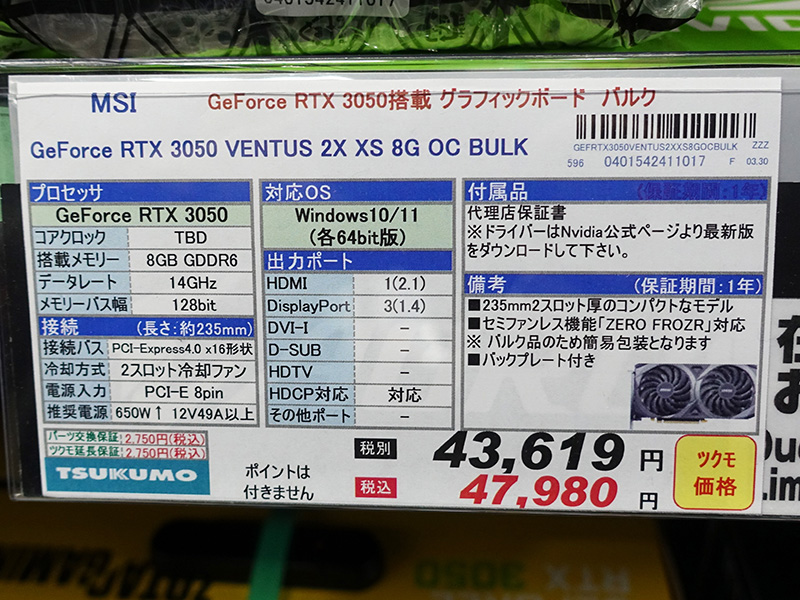 0401542411017
MSI
GeForce RTX 3050搭載 グラフィックボード バルク
GeForce RTX 3050 VENTUS 2X XS 8G OC BULK
GEFRTX3050VENTUS2XXS8GOCBULK ZZZ
596 0401542411017 F 03.30
プロセッサ
GeForce RTX 3050
コアクロック TBD
搭載メモリー 8GB GDDR6
データレート 14GHz
メモリーバス幅 128bit
接続 (長さ:約235mm)
接続バス PCI-Express4.0 x16形状
冷却方式 2スロット冷却ファン
電源入力 PCI-E 8pin
推奨電源 650W↑ 12V49A以上
対応OS
Windows10/11
(各64bit版)
出力ポート
HDMI 1(2.1)
DisplayPort 3(1.4)
DVI-I -
D-SUB -
HDTV -
HDCP対応 対応
その他ポート -
付属品 (保証期間:1年)
代理店保証書
※ドライバーはNvidia公式ページより最新版
をダウンロードして下さい。
備考 (保証期間:1年)
■235mm2スロット厚のコンパクトなモデル
■セミファンレス機能「ZERO FROZR」対応
※ バルク品のため簡易包装となります
■バックプレート付き
パーツ交換保証:2,750円(税込)
ツクモ延長保証:2,750円(税込)
TSUKUMO
ポイントは
付きません
税別 43,619 円
税込 47,980 円
ツクモ
価格
ZOTAC GAMING
RTX
3050